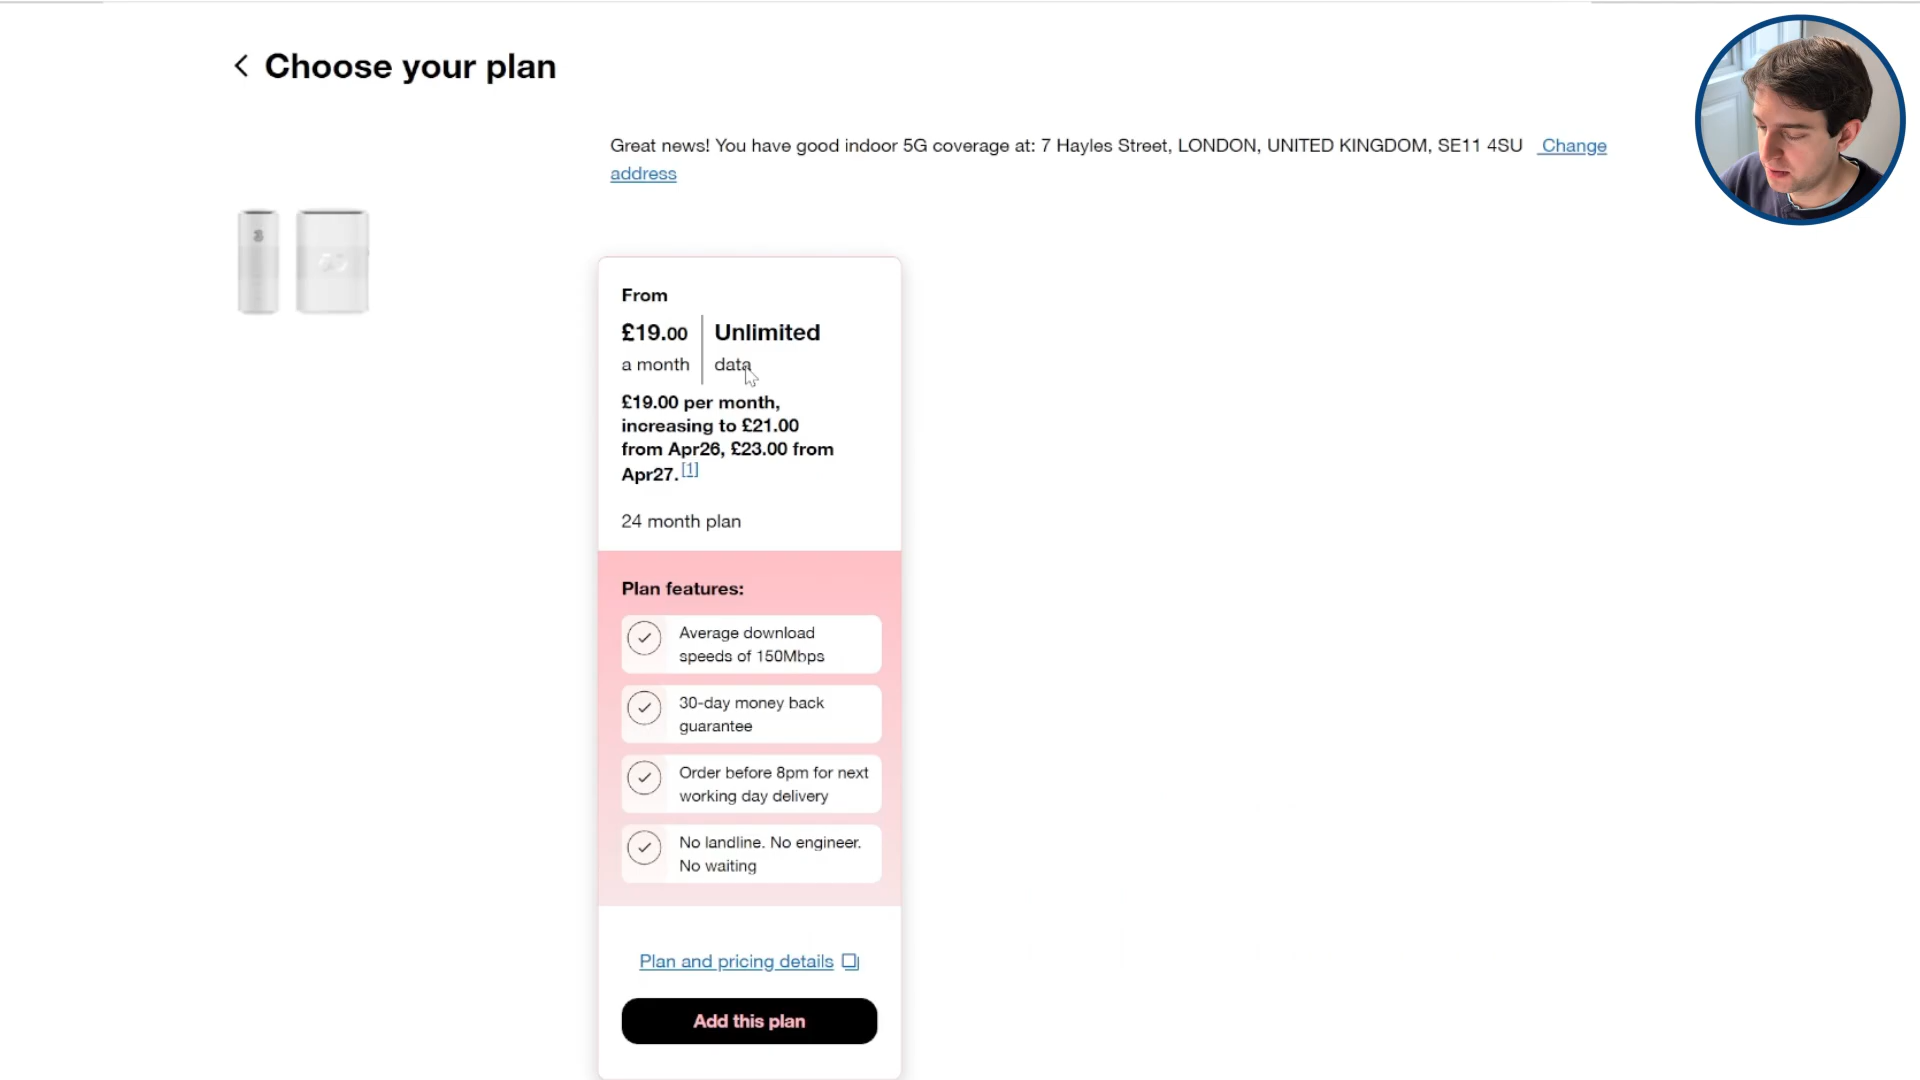 Choose your plan
Great news! You have good indoor 5G coverage at: 7 Hayles Street, LONDON, UNITED KINGDOM, SE11 4SU Change
address
3
From
£19.00 Unlimited
a month data
£19.00 per month,
increasing to £21.00
from Apr26, £23.00 from
Apr27. [1]
24 month plan
Plan features:
Average download
speeds of 150Mbps
30-day money back
guarantee
Order before 8pm for next
working day delivery
No landline. No engineer.
No waiting
Plan and pricing details
Add this plan